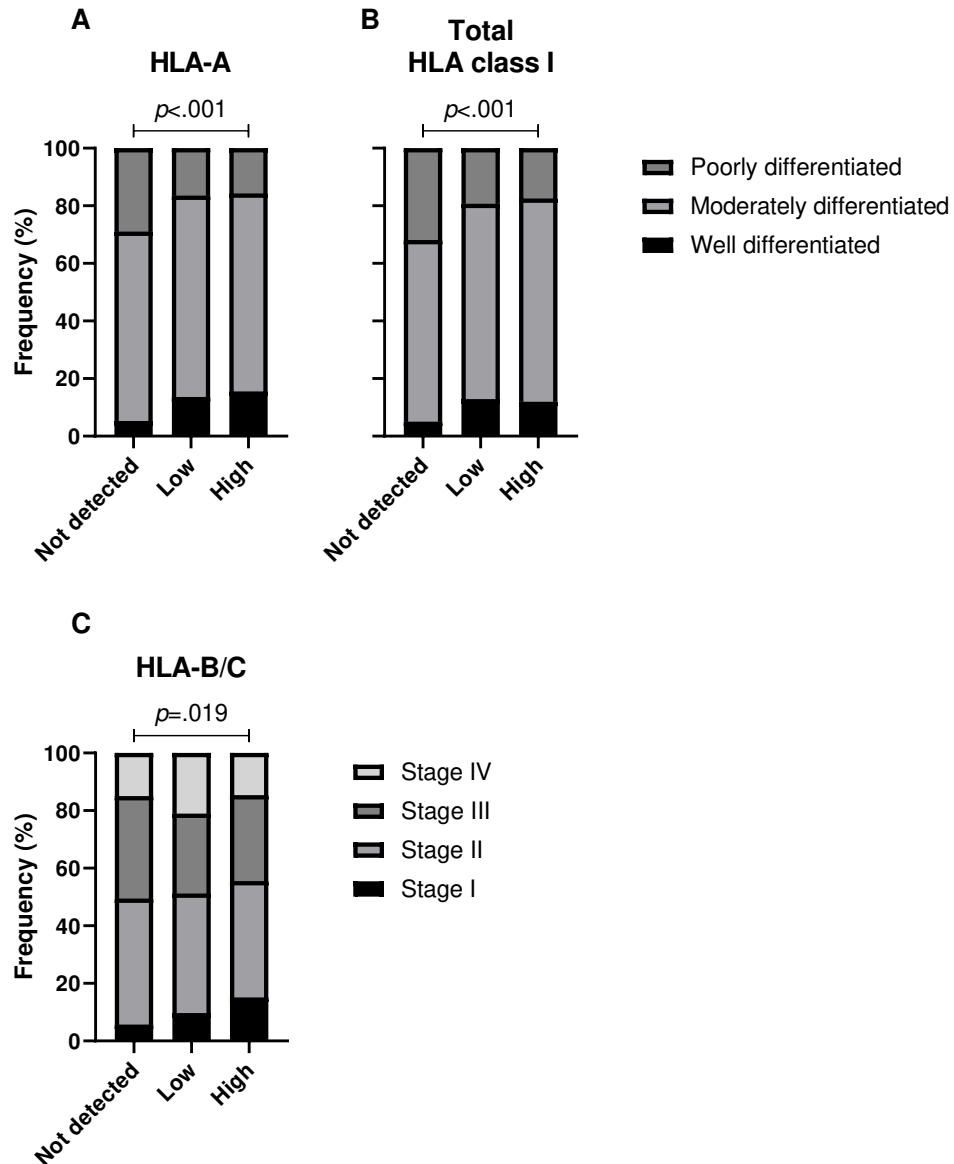 A
HLA-A
p<.001
100
80
60
40
20
0
Frequency (%)
Not detected
Low
High
B
Total
HLA class I
p<.001
Not detected
Low
High
Poorly differentiated
Moderately differentiated
Well differentiated
C
HLA-B/C
p=.019
100
80
60
40
20
0
Frequency (%)
Not detected
Low
High
Stage IV
Stage III
Stage II
Stage I